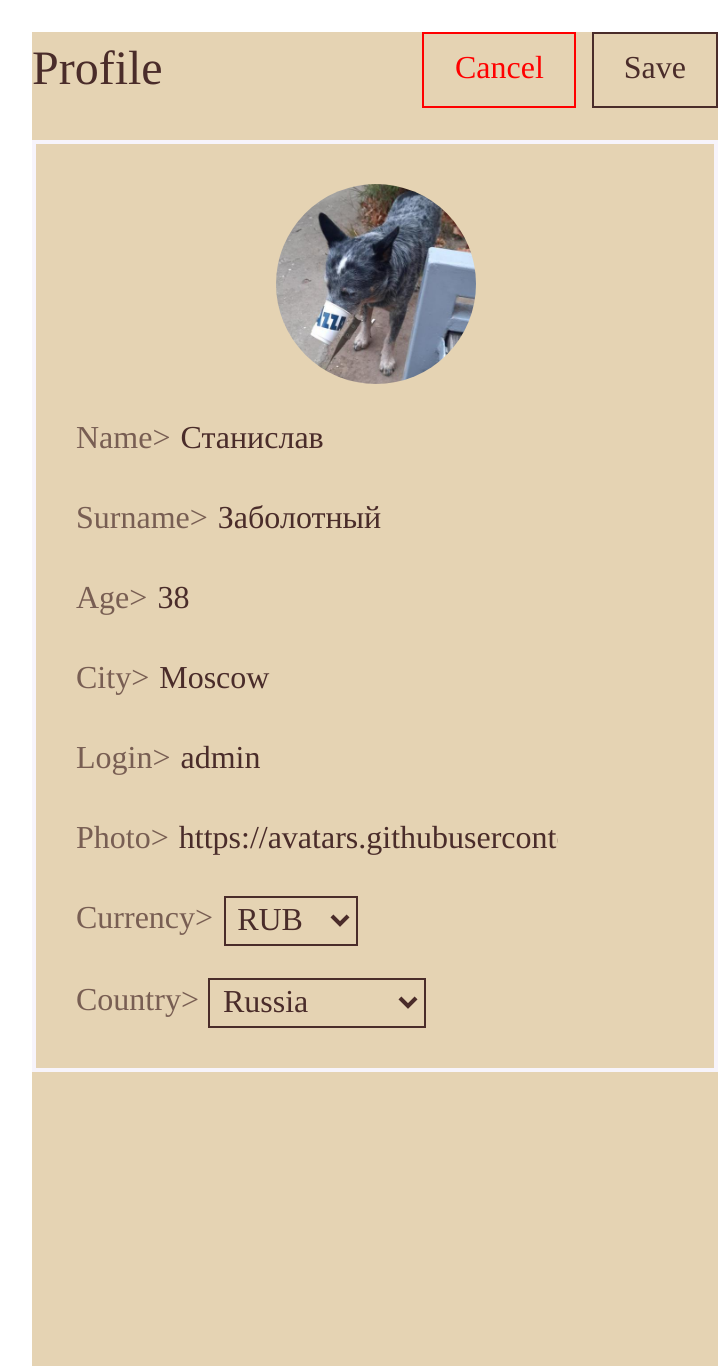 Profile
Cancel
Save
Name> Станислав
Surname> Заболотный
Age> 38
City> Moscow
Login> admin
Photo> https://avatars.githubusercont
Currency> RUB
Country> Russia